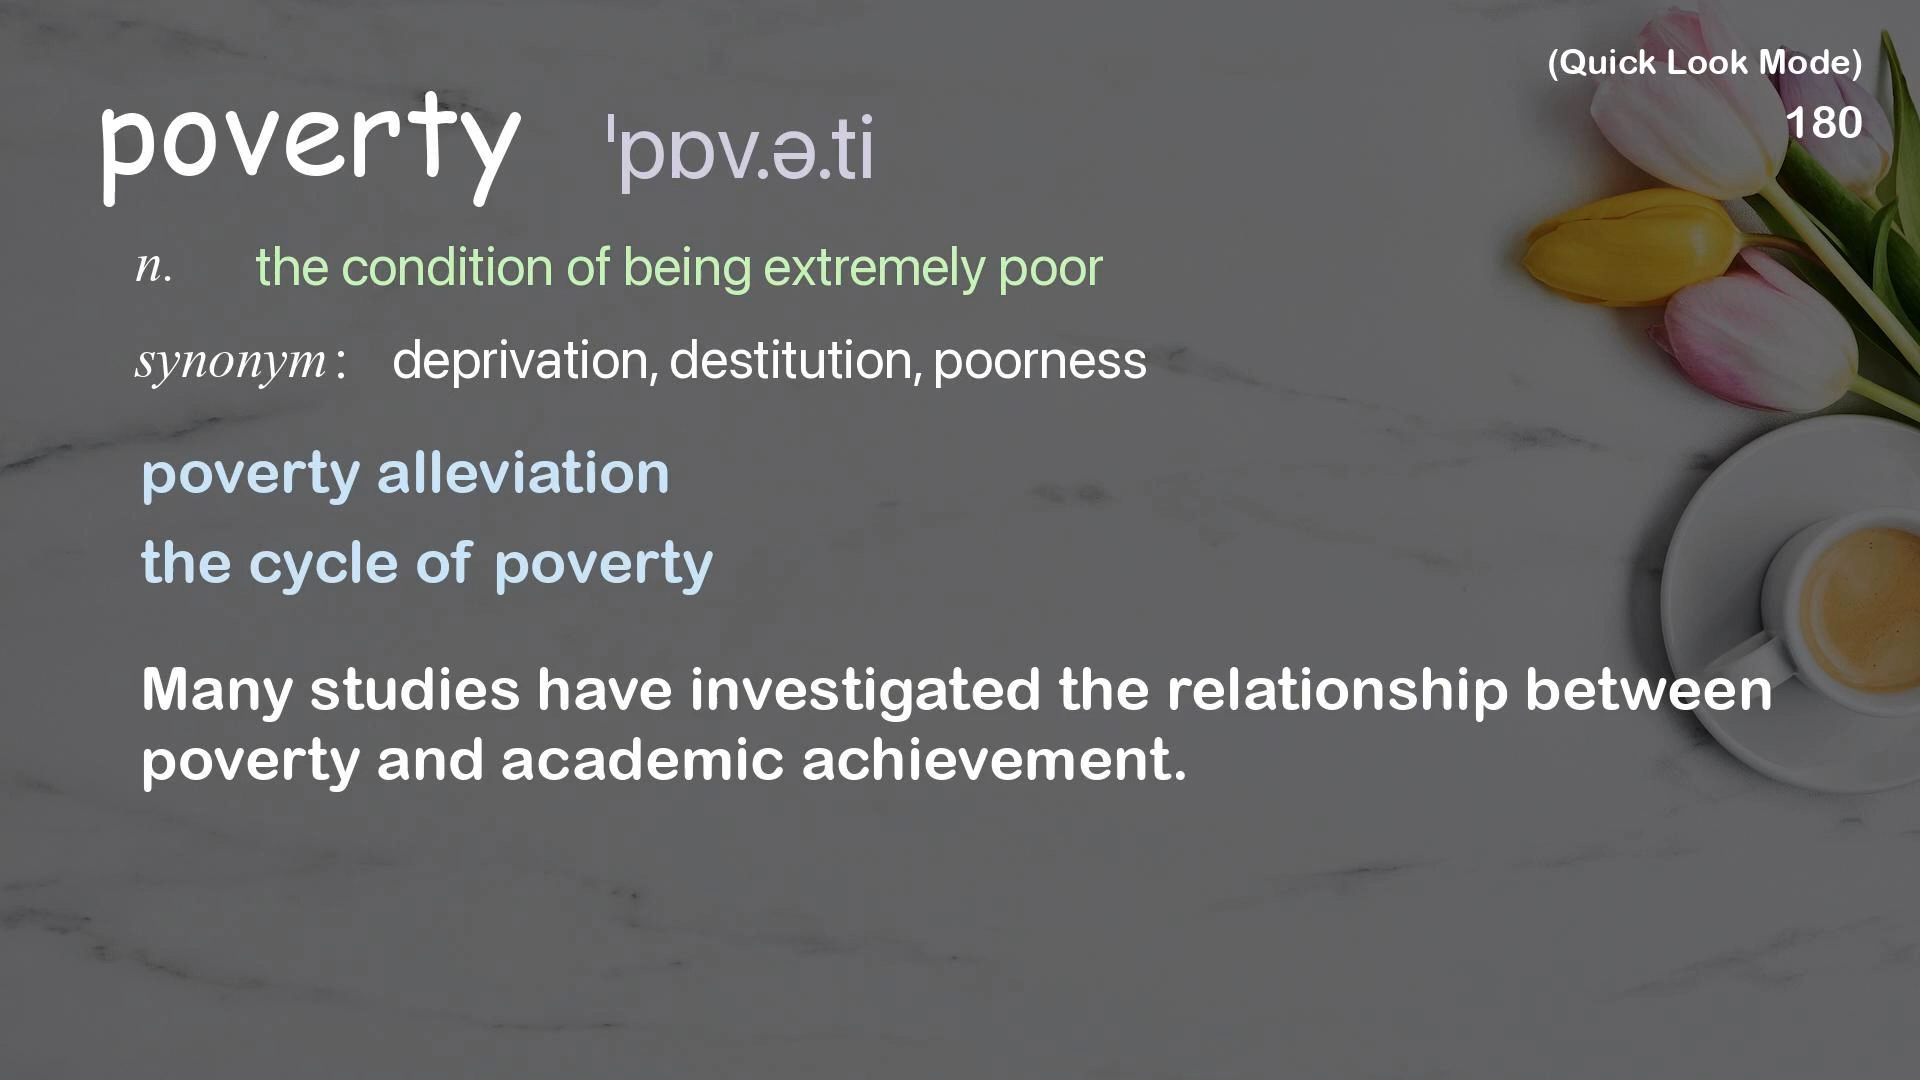 (Quick Look Mode)
180
poverty ˈpɒv.ə.ti
n. the condition of being extremely poor
synonym: deprivation, destitution, poorness
poverty alleviation
the cycle of poverty
Many studies have investigated the relationship between
poverty and academic achievement.